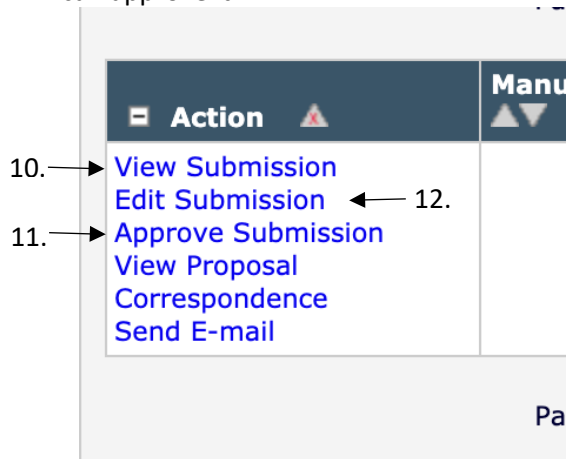 Action
Manu
10. View Submission
Edit Submission 12.
11. Approve Submission
View Proposal
Correspondence
Send E-mail
Pa